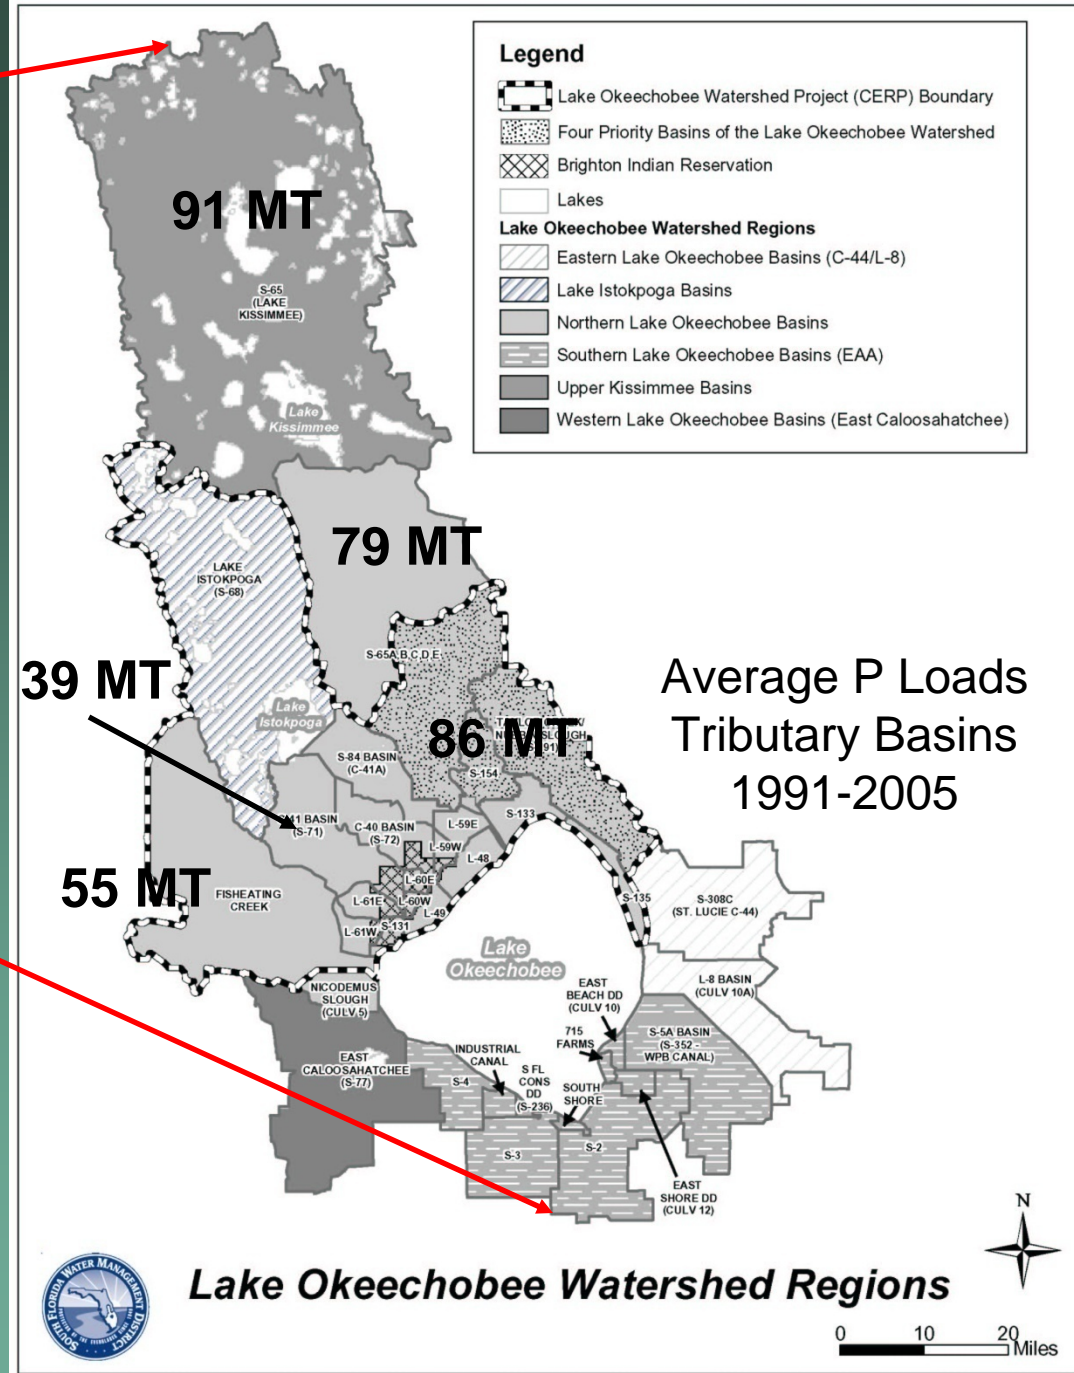 Legend
Lake Okeechobee Watershed Project (CERP) Boundary
Four Priority Basins of the Lake Okeechobee Watershed
Brighton Indian Reservation
Lakes
Lake Okeechobee Watershed Regions
Eastern Lake Okeechobee Basins (C-44/L-8)
Lake Istokpoga Basins
Northern Lake Okeechobee Basins
Southern Lake Okeechobee Basins (EAA)
Upper Kissimmee Basins
Western Lake Okeechobee Basins (East Caloosahatchee)
91 MT
S-65
(LAKE
KISSIMMEE)
Lake
Kissimmee
79 MT
LAKE
ISTOKPOGA
(S-68)
S-65A,B,C,D,E
39 MT
Lake
Istokpoga
86 MT
S-154
Average P Loads
Tributary Basins
1991-2005
S-84 BASIN
(C-41A)
BASIN
(S-71)
C-40 BASIN
(S-72)
L-59E
S-133
L-59W
L-48
55 MT
FISHEATING
CREEK
L-60E
L-61E
L-60W
L-49
L-61W
S-131
S-135
S-308C
(ST. LUCIE C-44)
Lake
Okeechobee
NICODEMUS
SLOUGH
(CULV 5)
L-8 BASIN
(CULV 10A)
EAST
BEACH DD
(CULV 10)
715
FARMS
S-5A BASIN
(S-352 -
WPB CANAL)
EAST
CALOOSAHATCHEE
(S-77)
INDUSTRIAL
CANAL
S-4
S FL
CONS
DD
(S-236)
SOUTH
SHORE
S-3
S-2
EAST
SHORE DD
(CULV 12)
N
SOUTH FLORIDA WATER MANAGEMENT DISTRICT
Lake Okeechobee Watershed Regions
0 10 20
Miles